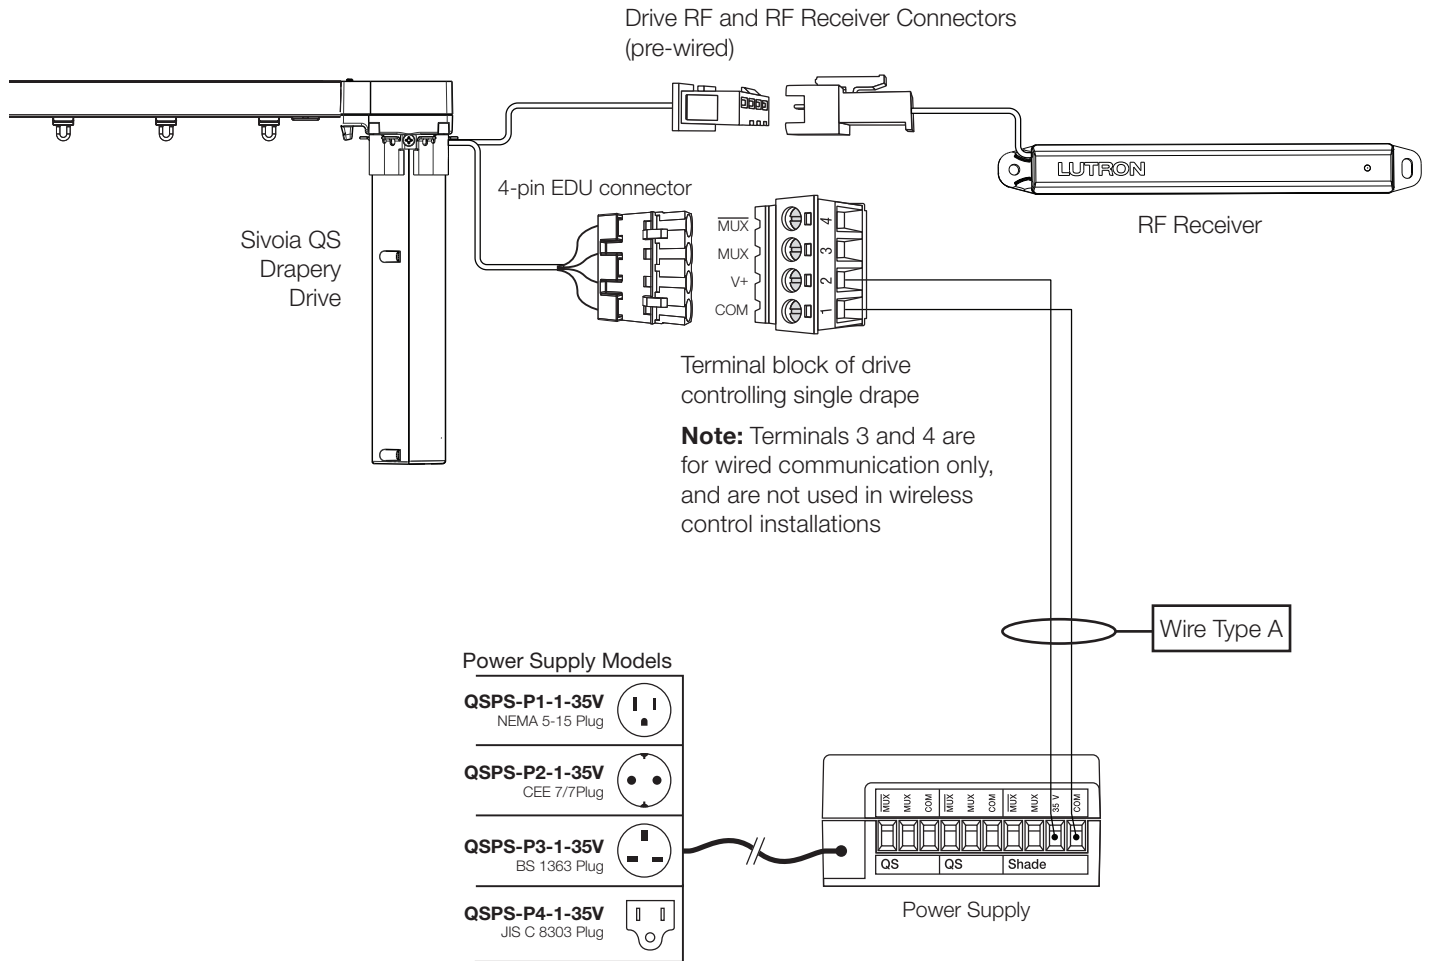 Drive RF and RF Receiver Connectors
(pre-wired)
LUTRON
RF Receiver
4-pin EDU connector
Sivoia QS
Drapery
Drive
M̅U̅X̅
MUX
V+
COM
4
3
2
1
Terminal block of drive
controlling single drape
Note: Terminals 3 and 4 are
for wired communication only,
and are not used in wireless
control installations
Wire Type A
Power Supply Models
QSPS-P1-1-35V
NEMA 5-15 Plug
QSPS-P2-1-35V
CEE 7/7Plug
QSPS-P3-1-35V
BS 1363 Plug
QSPS-P4-1-35V
JIS C 8303 Plug
M̅U̅X̅ MUX COM M̅U̅X̅ MUX COM M̅U̅X̅ MUX 35 V COM
QS QS Shade
Power Supply